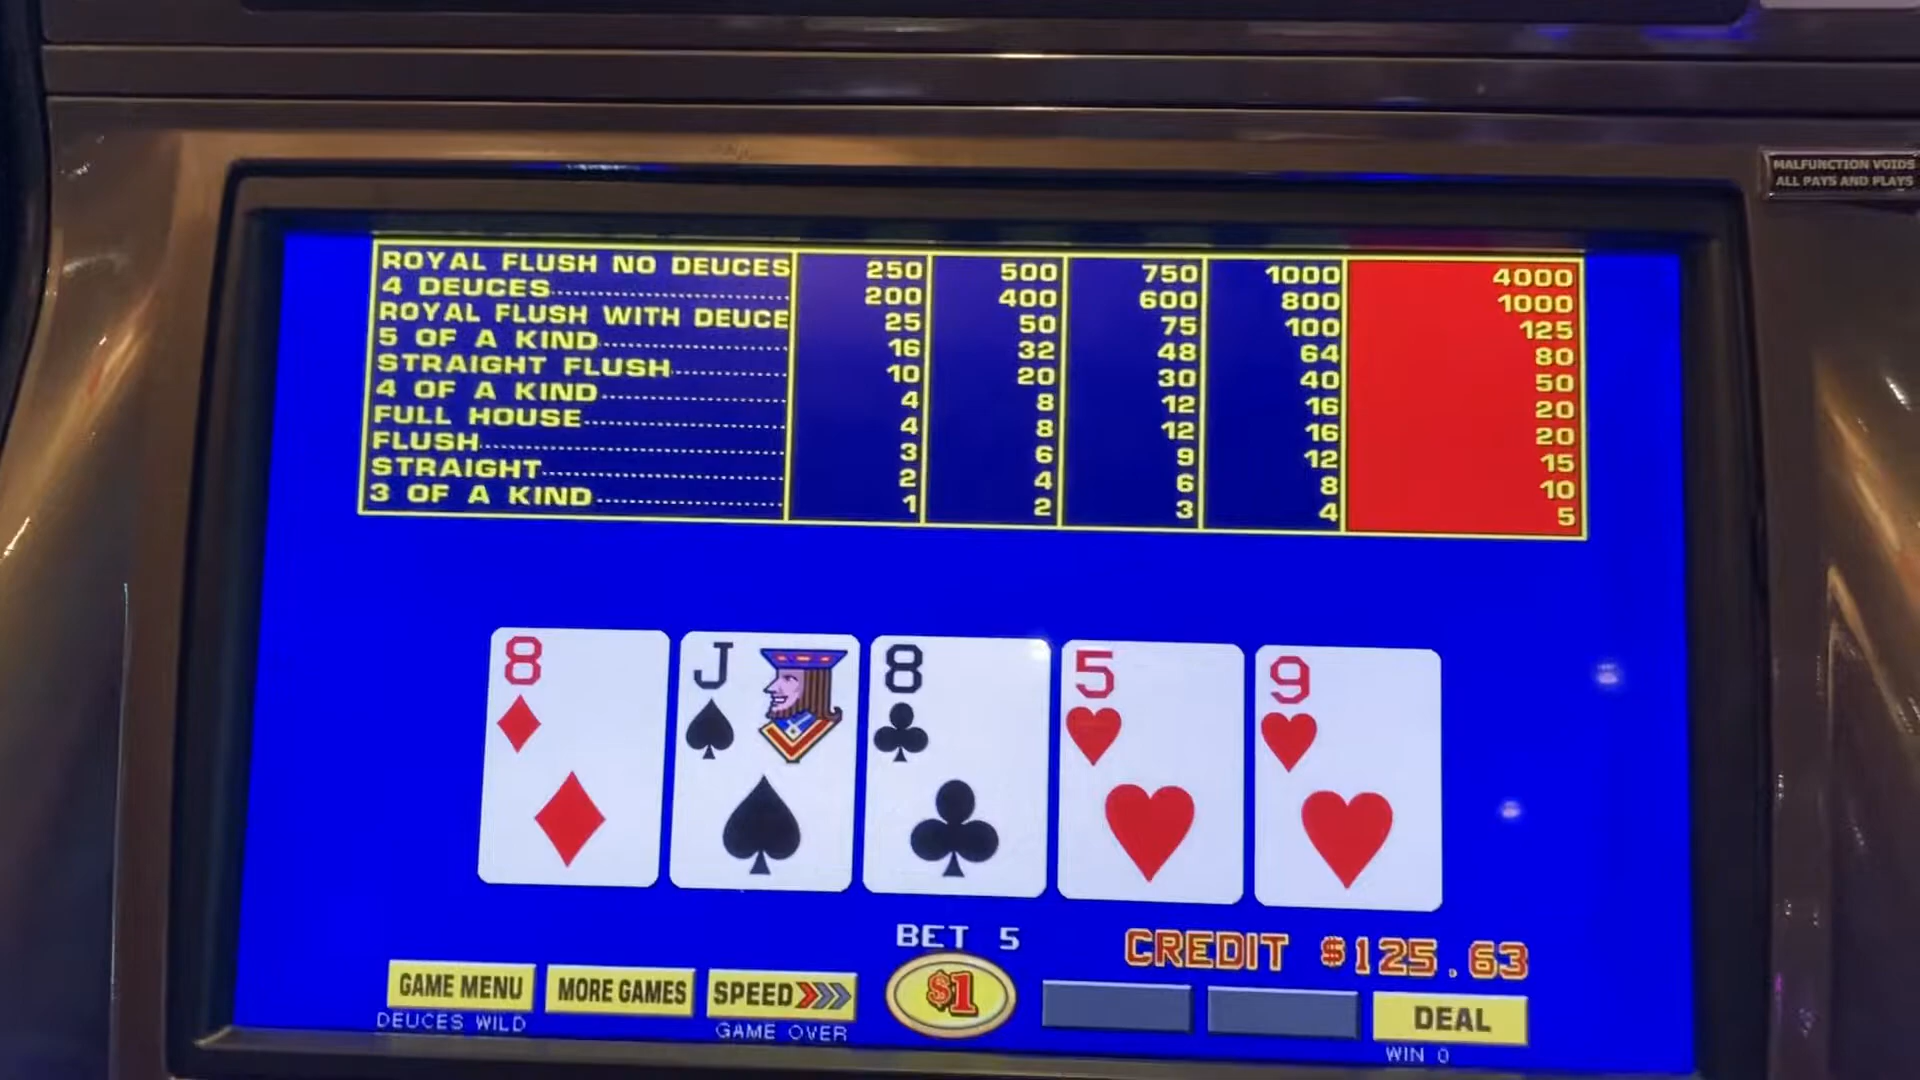 MALFUNCTION VOIDS
ALL PAYS AND PLAYS
ROYAL FLUSH NO DEUCES 250 500 750 1000 4000
4 DEUCES 200 400 600 800 1000
ROYAL FLUSH WITH DEUCE 25 50 75 100 125
5 OF A KIND 16 32 48 64 80
STRAIGHT FLUSH 10 20 30 40 50
4 OF A KIND 4 8 12 16 20
FULL HOUSE 4 8 12 16 20
FLUSH 3 6 9 12 15
STRAIGHT 2 4 6 8 10
3 OF A KIND 1 2 3 4 5
8 J 8 5 9
BET 5
CREDIT $125.63
GAME MENU MORE GAMES SPEED $1 DEAL
DEUCES WILD GAME OVER WIN 0